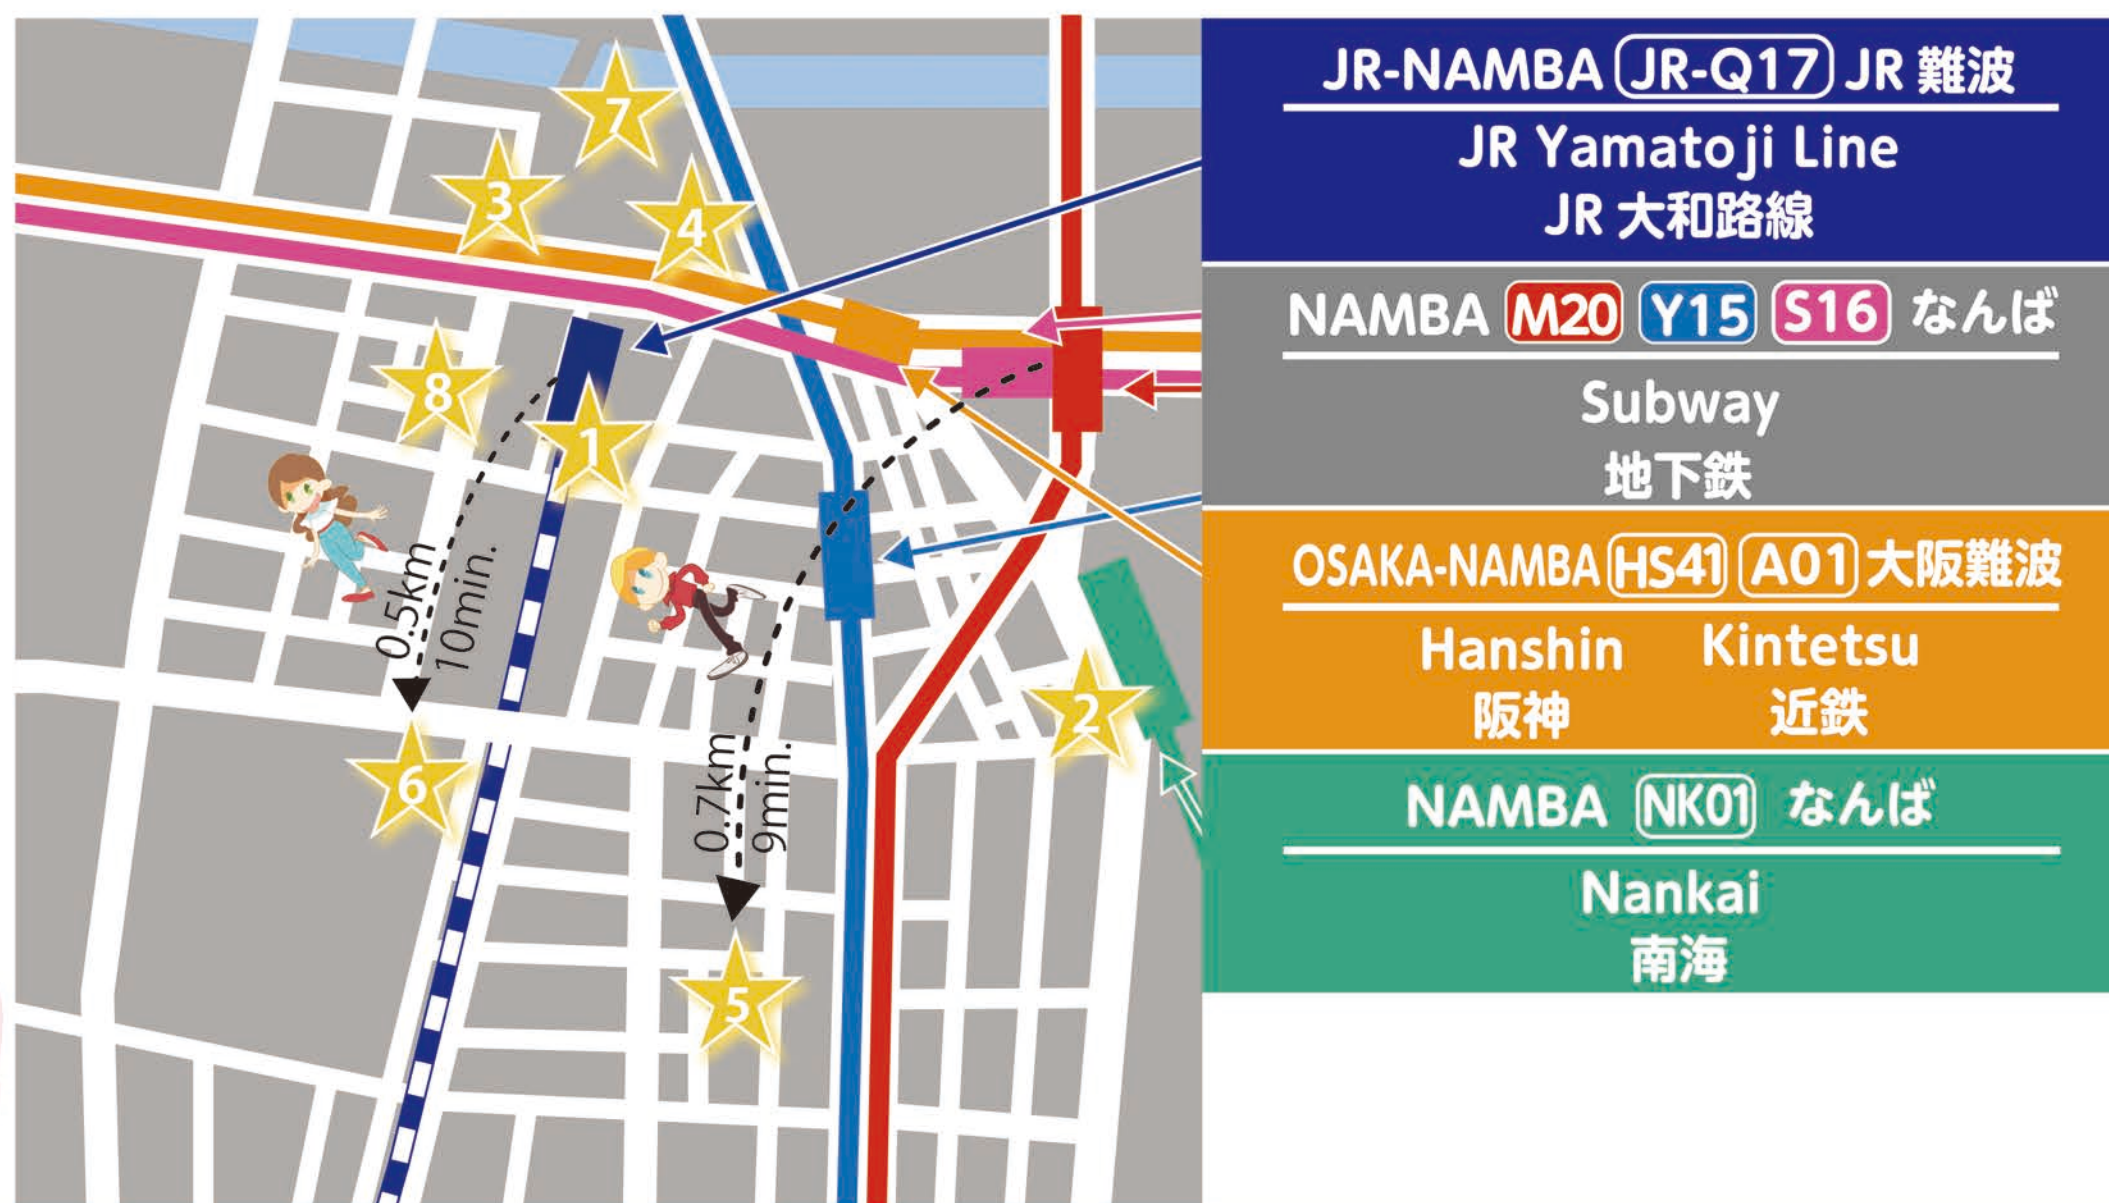 7
3
4
8
1
0.5km
10min.
2
6
0.7km
9min.
5
JR-NAMBA JR-Q17 JR 難波
JR Yamatoji Line
JR 大和路線
NAMBA M20 Y15 S16 なんば
Subway
地下鉄
OSAKA-NAMBA HS41 A01 大阪難波
Hanshin Kintetsu
阪神 近鉄
NAMBA NK01 なんば
Nankai
南海